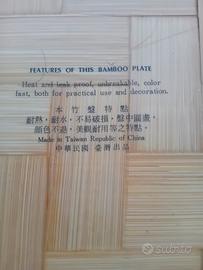 FEATURES OF THIS BAMBOO PLATE
Heat and leak proof, unbreakable, color
fast, both for practical use and decoration.
本竹盤特點
耐熱，耐水，不易破損，盤中圖畫，
顏色不退，美觀耐用等之特點。
Made in Taiwan Republic of China
中華民國 臺灣出品
subito